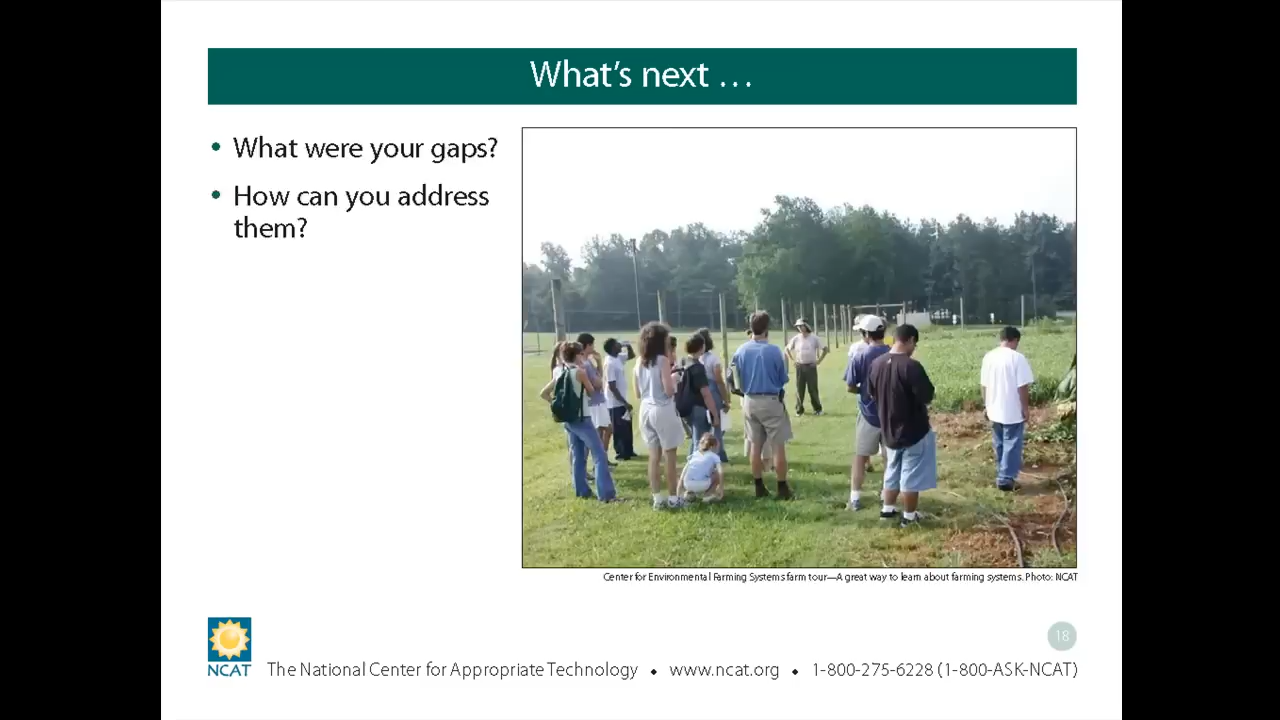 What's next …
• What were your gaps?
• How can you address
them?
Center for Environmental Farming Systems farm tour—A great way to learn about farming systems. Photo: NCAT
18
NCAT
The National Center for Appropriate Technology • www.ncat.org • 1-800-275-6228 (1-800-ASK-NCAT)